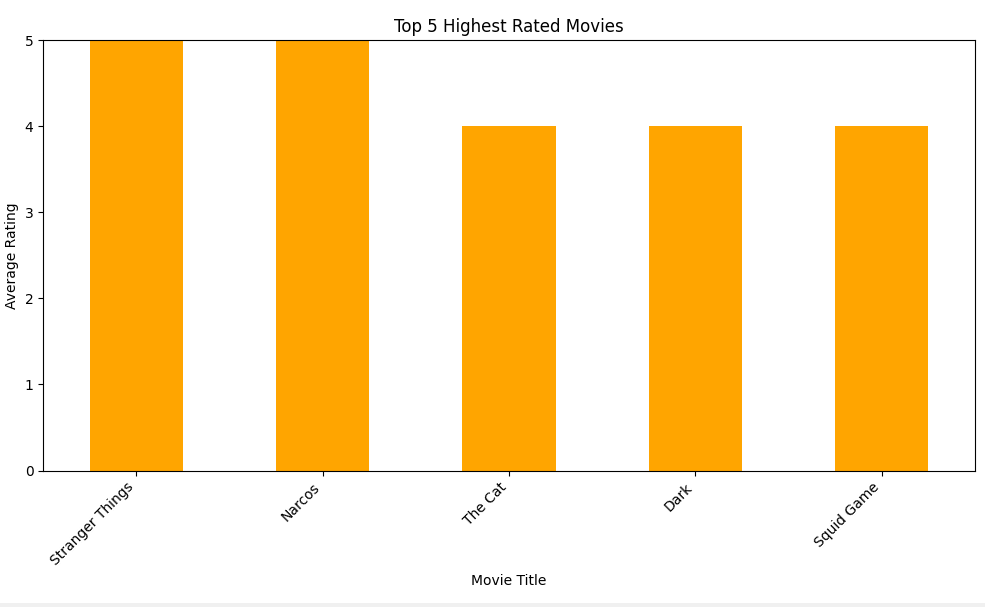 Top 5 Highest Rated Movies
5
4
3
2
1
0
Average Rating
Stranger Things
Narcos
The Cat
Dark
Squid Game
Movie Title